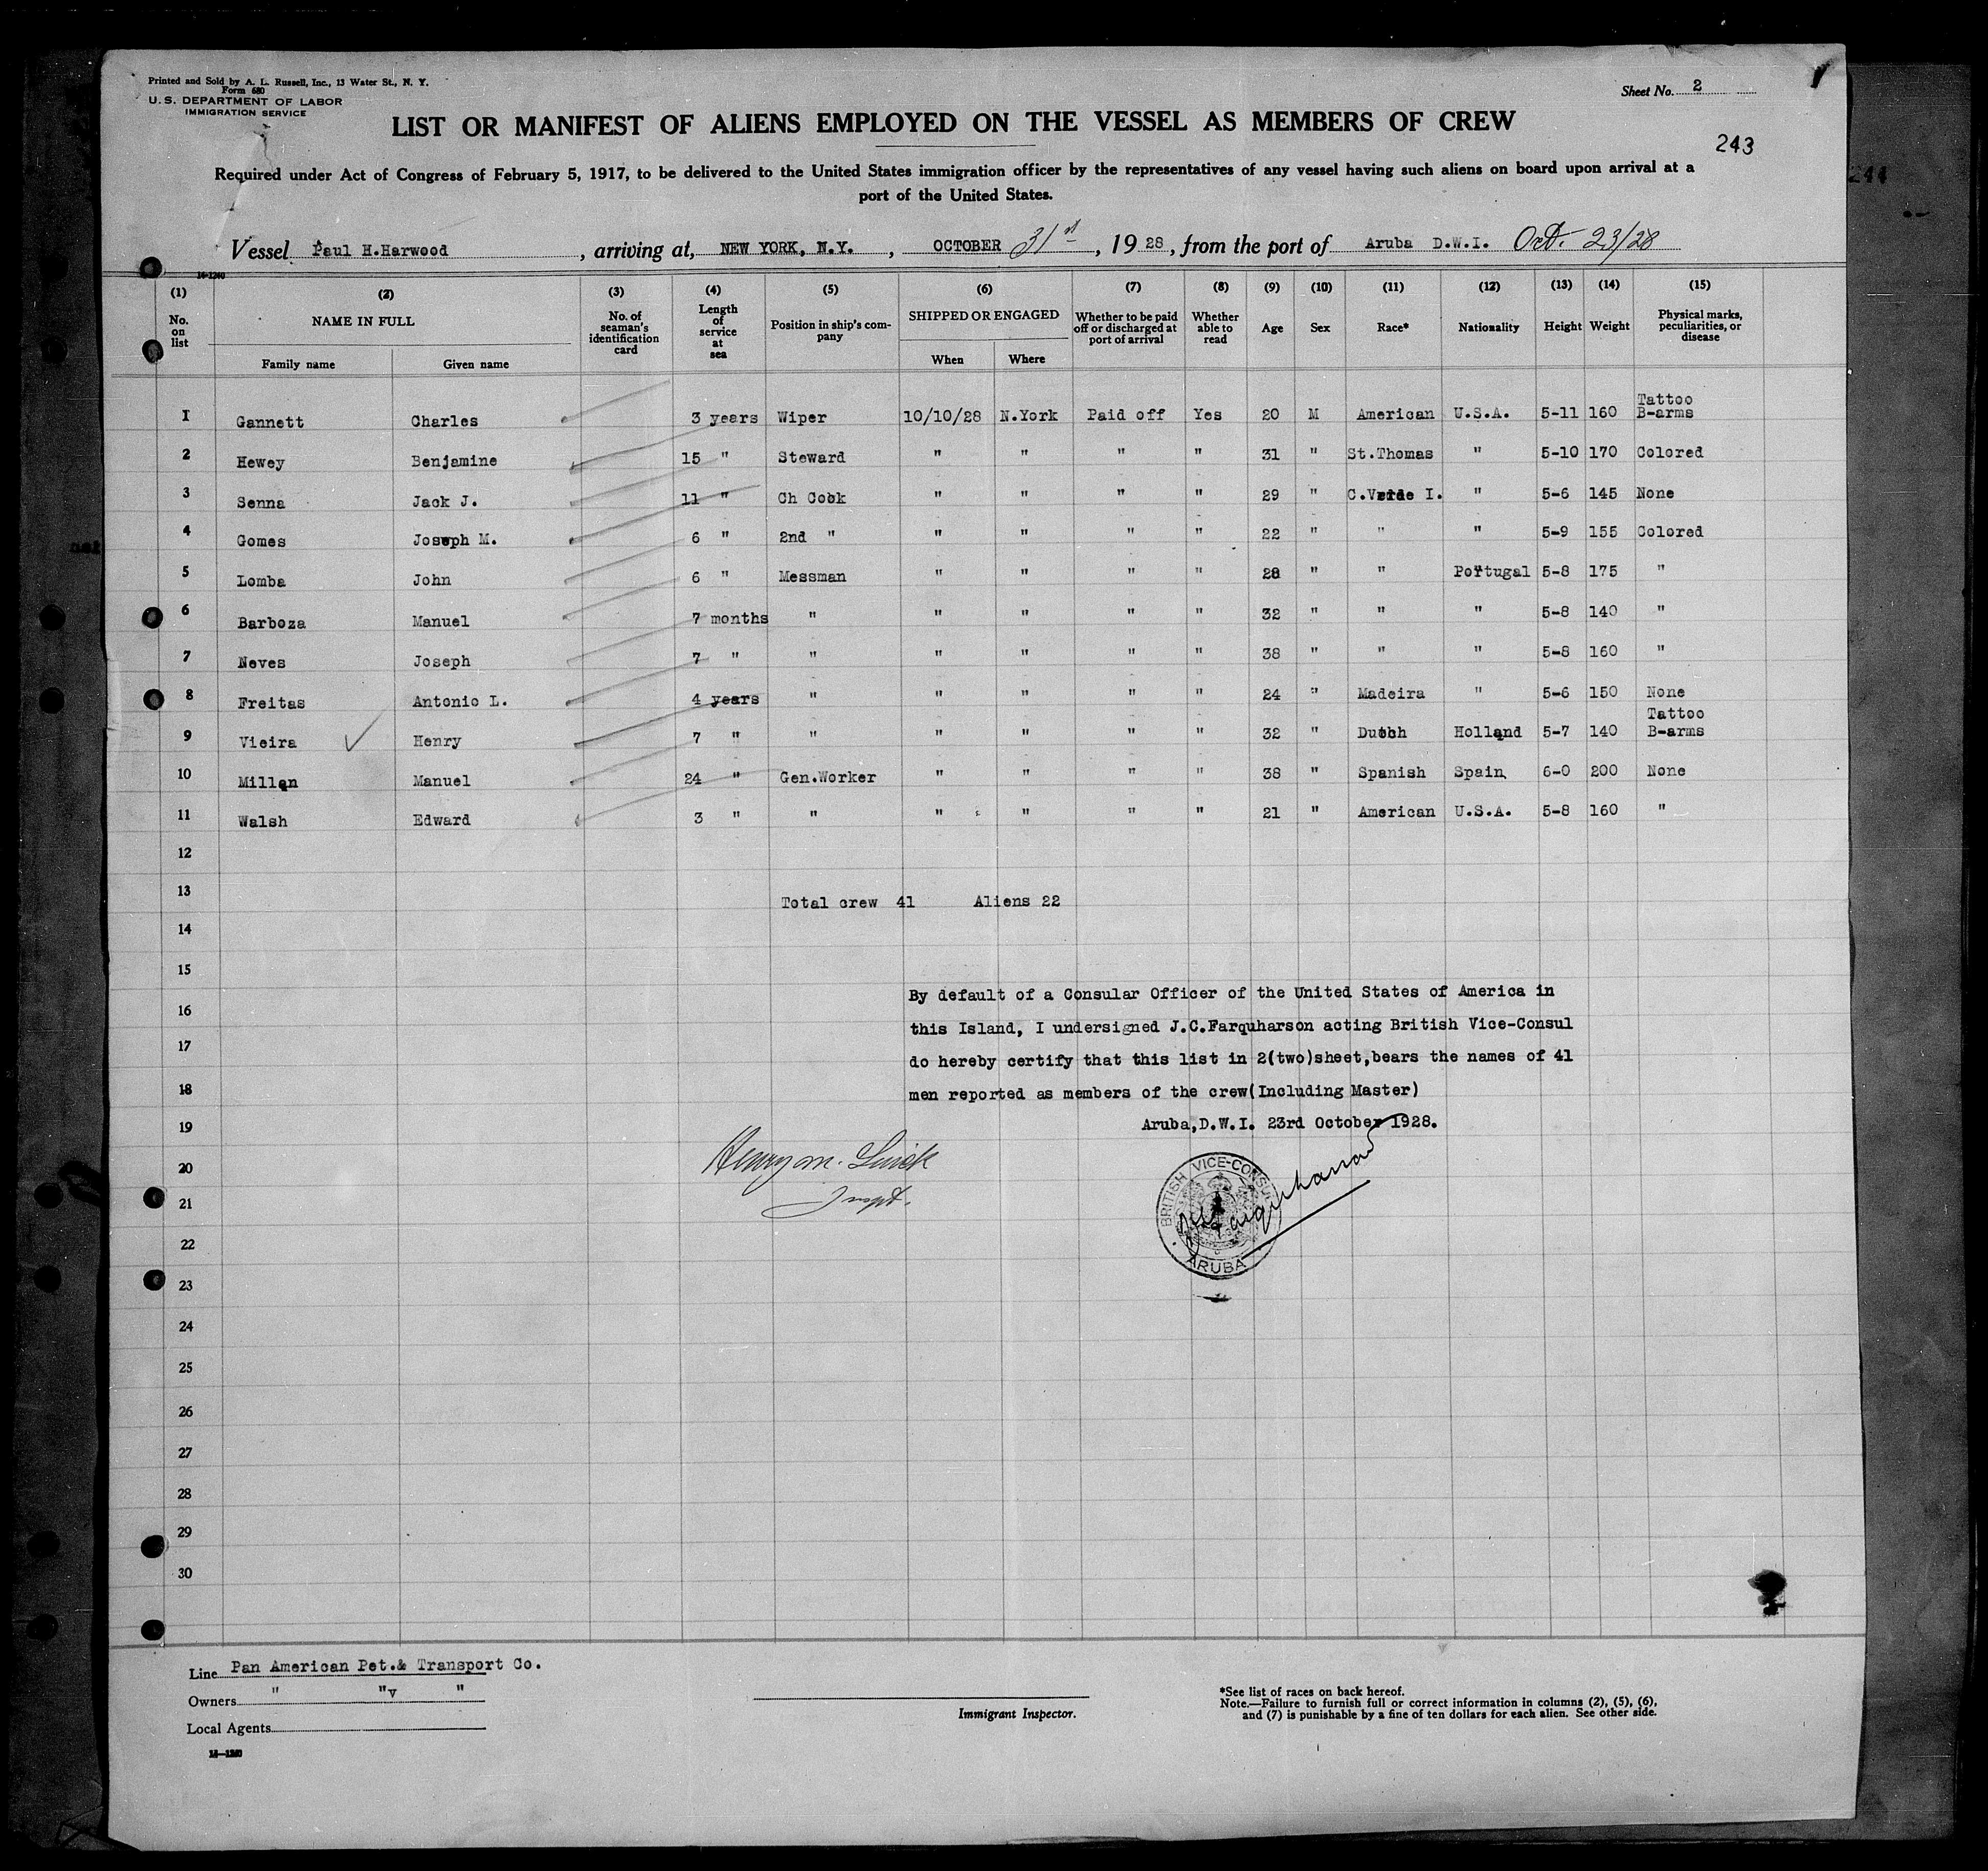 Printed and Sold by A. L. Russell, Inc., 13 Water St., N. Y.
Form 680
U. S. DEPARTMENT OF LABOR
IMMIGRATION SERVICE
Sheet No. 2
LIST OR MANIFEST OF ALIENS EMPLOYED ON THE VESSEL AS MEMBERS OF CREW
243
244
Required under Act of Congress of February 5, 1917, to be delivered to the United States immigration officer by the representatives of any vessel having such aliens on board upon arrival at a
port of the United States.
Vessel Paul H.Harwood, arriving at, NEW YORK, N.Y., OCTOBER 31st, 1928, from the port of Aruba D.W.I. Oct. 23/28
14-1240
(1) (2) (3) (4) (5) (6) (7) (8) (9) (10) (11) (12) (13) (14) (15)
No. on list NAME IN FULL Family name Given name No. of seaman's identification card Length of service at sea Position in ship's company SHIPPED OR ENGAGED When Where Whether to be paid off or discharged at port of arrival Whether able to read Age Sex Race* Nationality Height Weight Physical marks, peculiarities, or disease
1 Gannett Charles 3 years Wiper 10/10/28 N.York Paid off Yes 20 M American U.S.A. 5-11 160 Tattoo B-arms
2 Hewey Benjamine 15 " Steward " " " " 31 " St.Thomas " 5-10 170 Colored
3 Senna Jack J. 11 " Ch Cook " " " " 29 " C.Verde I. " 5-6 145 None
4 Gomes Joseph M. 6 " 2nd " " " " " 22 " " " 5-9 155 Colored
5 Lomba John 6 " Messman " " " " 28 " " Portugal 5-8 175 "
6 Barboza Manuel 7 months " " " " " 32 " " " 5-8 140 "
7 Neves Joseph 7 " " " " " " 38 " " " 5-8 160 "
8 Freitas Antonio L. 4 years " " " " " 24 " Madeira " 5-6 150 None
9 Vieira Henry 7 " " " " " " 32 " Dutch Holland 5-7 140 Tattoo B-arms
10 Millan Manuel 24 " Gen.Worker " " " " 38 " Spanish Spain 6-0 200 None
11 Walsh Edward 3 " " " " " " 21 " American U.S.A. 5-8 160 "
12
13 Total crew 41 Aliens 22
14
15
By default of a Consular Officer of the United States of America in
16
this Island, I undersigned J.C.Farquharson acting British Vice-Consul
17
do hereby certify that this list in 2(two)sheet,bears the names of 41
18
men reported as members of the crew(Including Master)
19 Aruba,D.W.I. 23rd October 1928.
20 Henry M.
21 Inspt.
BRITISH VICE-CONSUL
ARUBA
22
23
24
25
26
27
28
29
30
Line Pan American Pet.& Transport Co.
Owners " "v "
Local Agents
14-1240
Immigrant Inspector.
*See list of races on back hereof.
Note.—Failure to furnish full or correct information in columns (2), (5), (6),
and (7) is punishable by a fine of ten dollars for each alien. See other side.